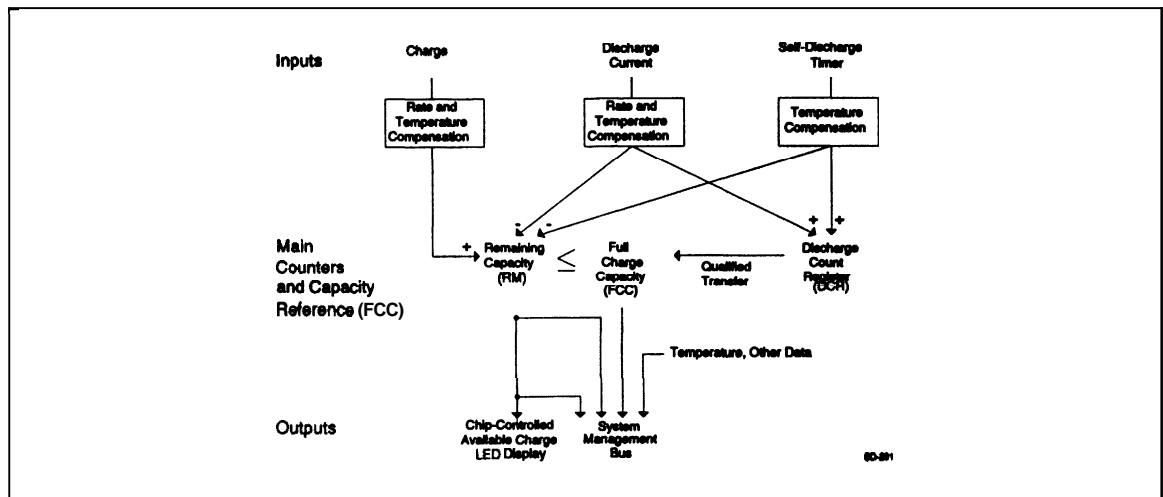 Inputs
Charge
Discharge
Current
Self-Discharge
Timer
Rate and
Temperature
Compensation
Rate and
Temperature
Compensation
Temperature
Compensation
-
-
+ +
Main
Counters
and Capacity
Reference (FCC)
+
Remaining
Capacity
(RM)
≤
Full
Charge
Capacity
(FCC)
Qualified
Transfer
Discharge
Count
Register
(DCR)
Temperature, Other Data
Outputs
Chip-Controlled
Available Charge
LED Display
System
Management
Bus